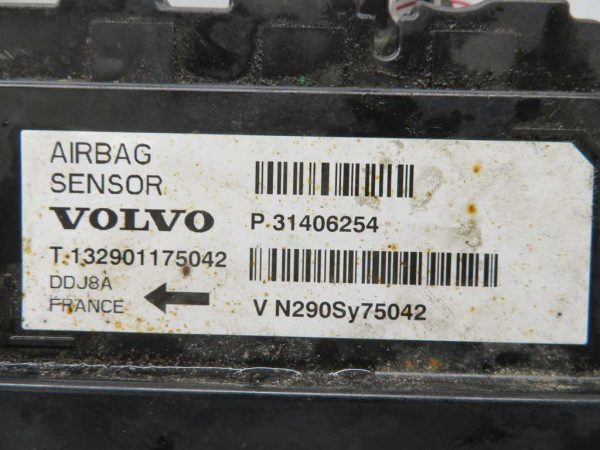 AIRBAG
SENSOR
VOLVO
P.31406254
T.132901175042
DDJ8A
FRANCE
V N290Sy75042